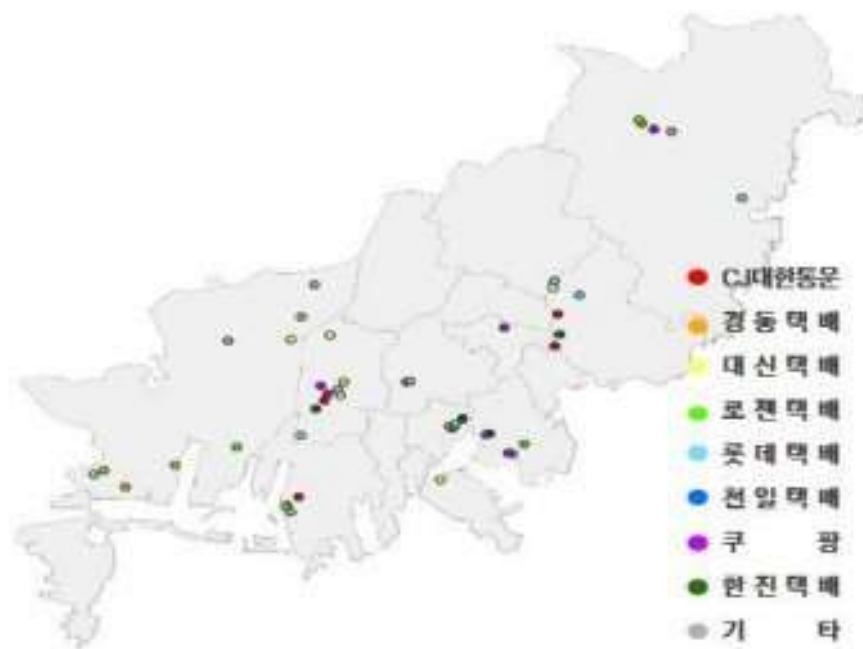 CJ대한통운
경 동 택 배
대 신 택 배
로 젠 택 배
롯 데 택 배
천 일 택 배
쿠 팡
한 진 택 배
기 타